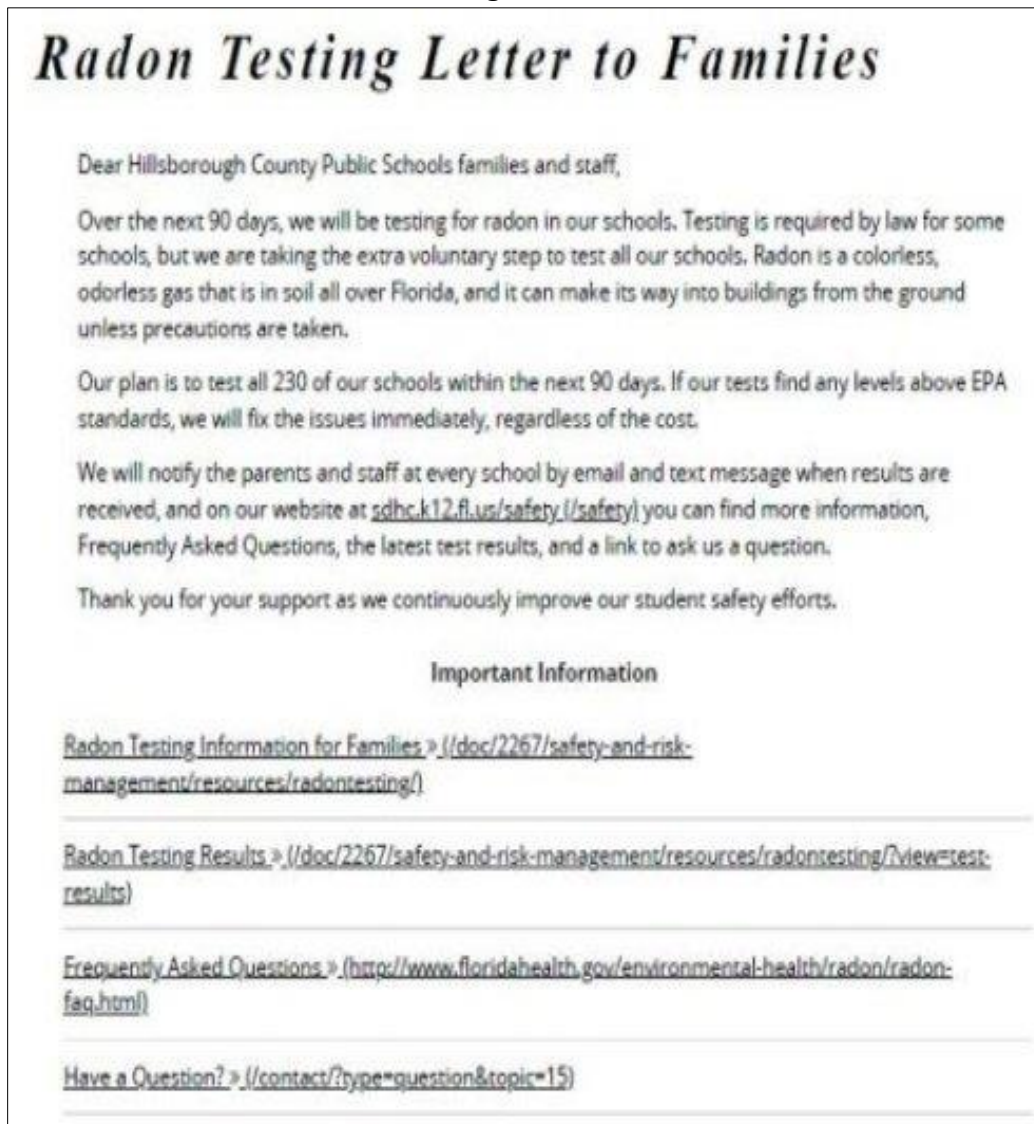 Radon Testing Letter to Families
Dear Hillsborough County Public Schools families and staff,
Over the next 90 days, we will be testing for radon in our schools. Testing is required by law for some
schools, but we are taking the extra voluntary step to test all our schools. Radon is a colorless,
odorless gas that is in soil all over Florida, and it can make its way into buildings from the ground
unless precautions are taken.
Our plan is to test all 230 of our schools within the next 90 days. If our tests find any levels above EPA
standards, we will fix the issues immediately, regardless of the cost.
We will notify the parents and staff at every school by email and text message when results are
received, and on our website at sdhc.k12.fl.us/safety (/safety) you can find more information,
Frequently Asked Questions, the latest test results, and a link to ask us a question.
Thank you for your support as we continuously improve our student safety efforts.
Important Information
Radon Testing Information for Families » (/doc/2267/safety-and-risk-
management/resources/radontesting/)
Radon Testing Results » (/doc/2267/safety-and-risk-management/resources/radontesting/?view=test-
results)
Frequently Asked Questions » (http://www.floridahealth.gov/environmental-health/radon/radon-
faq.html)
Have a Question? » (/contact/?type=question&topic=15)